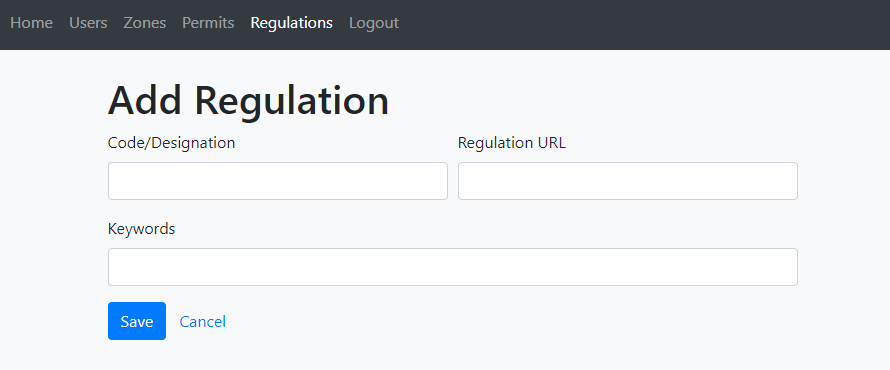 Home Users Zones Permits Regulations Logout
Add Regulation
Code/Designation Regulation URL
Keywords
Save Cancel